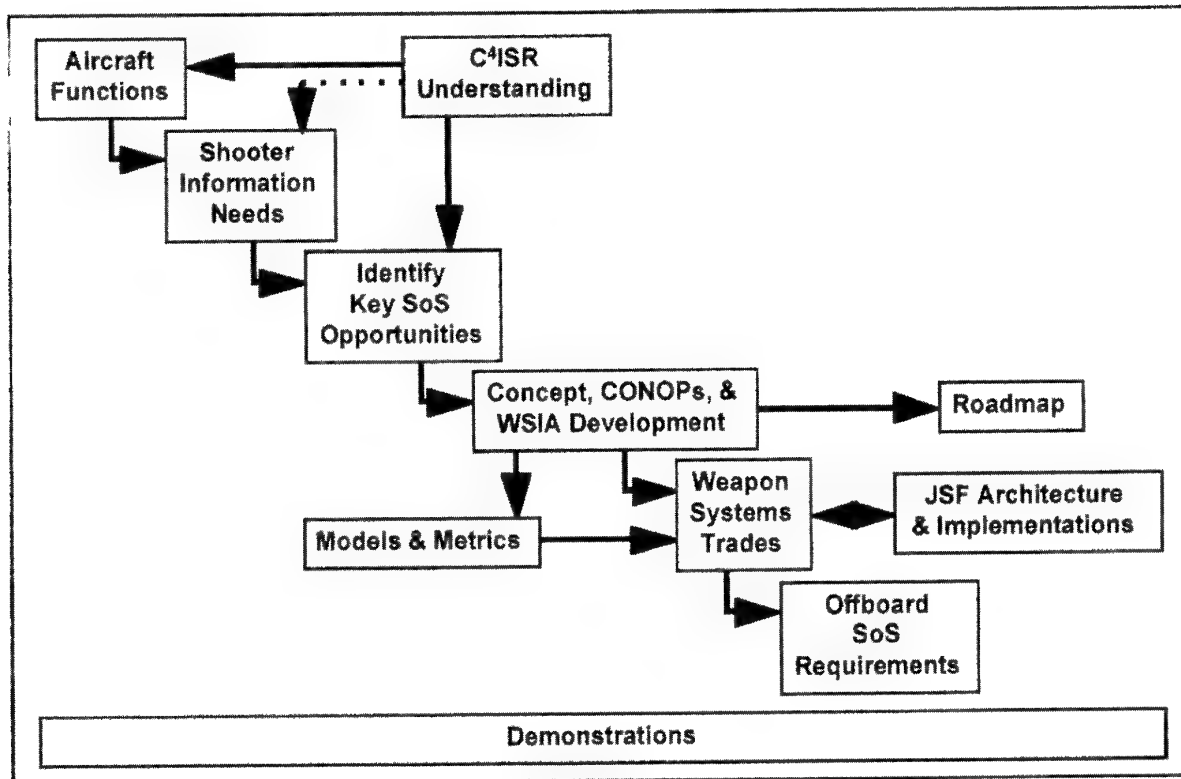 Aircraft
Functions
C⁴ISR
Understanding
Shooter
Information
Needs
Identify
Key SoS
Opportunities
Concept, CONOPs, &
WSIA Development
Roadmap
Weapon
Systems
Trades
JSF Architecture
& Implementations
Models & Metrics
Offboard
SoS
Requirements
Demonstrations